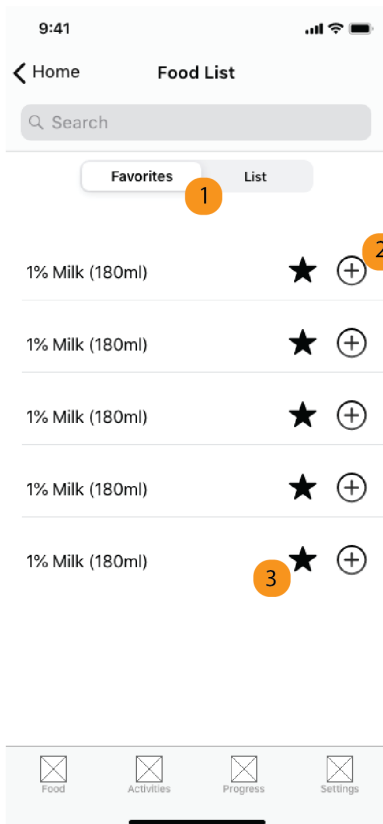 9:41
Home Food List
Search
Favorites List
1
2
1% Milk (180ml)
1% Milk (180ml)
1% Milk (180ml)
1% Milk (180ml)
1% Milk (180ml)
3
Food Activities Progress Settings